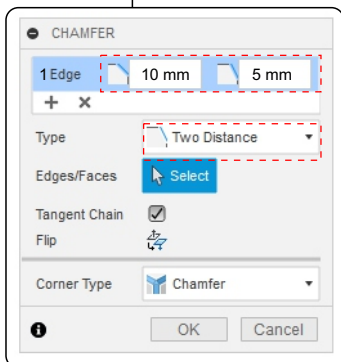 CHAMFER
1 Edge 10 mm 5 mm
Type Two Distance
Edges/Faces Select
Tangent Chain
Flip
Corner Type Chamfer
OK Cancel